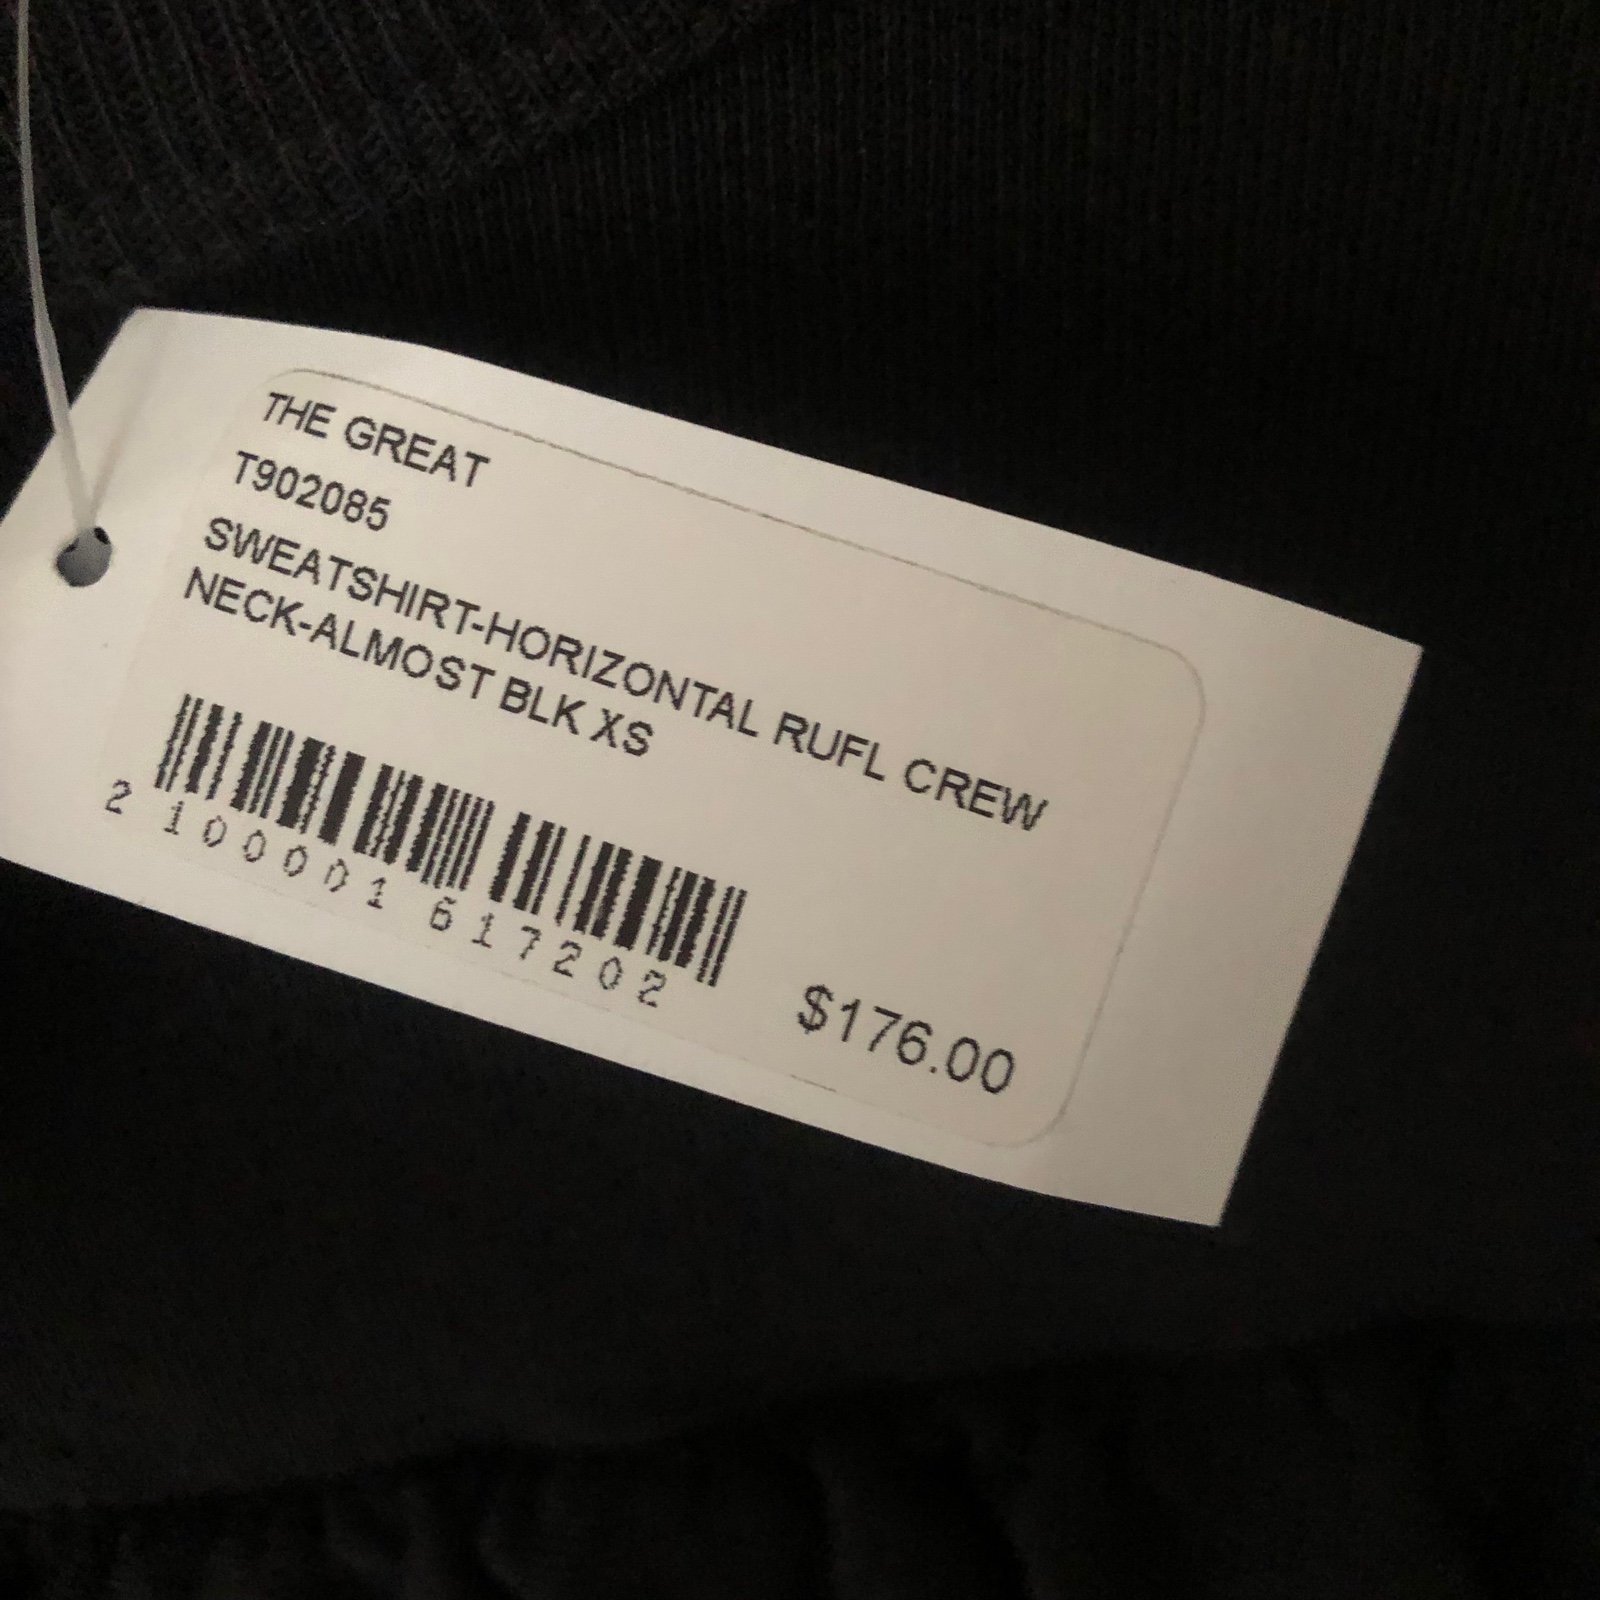 THE GREAT
T902085
SWEATSHIRT-HORIZONTAL RUFL CREW
NECK-ALMOST BLK XS
2 100001 617202
$176.00